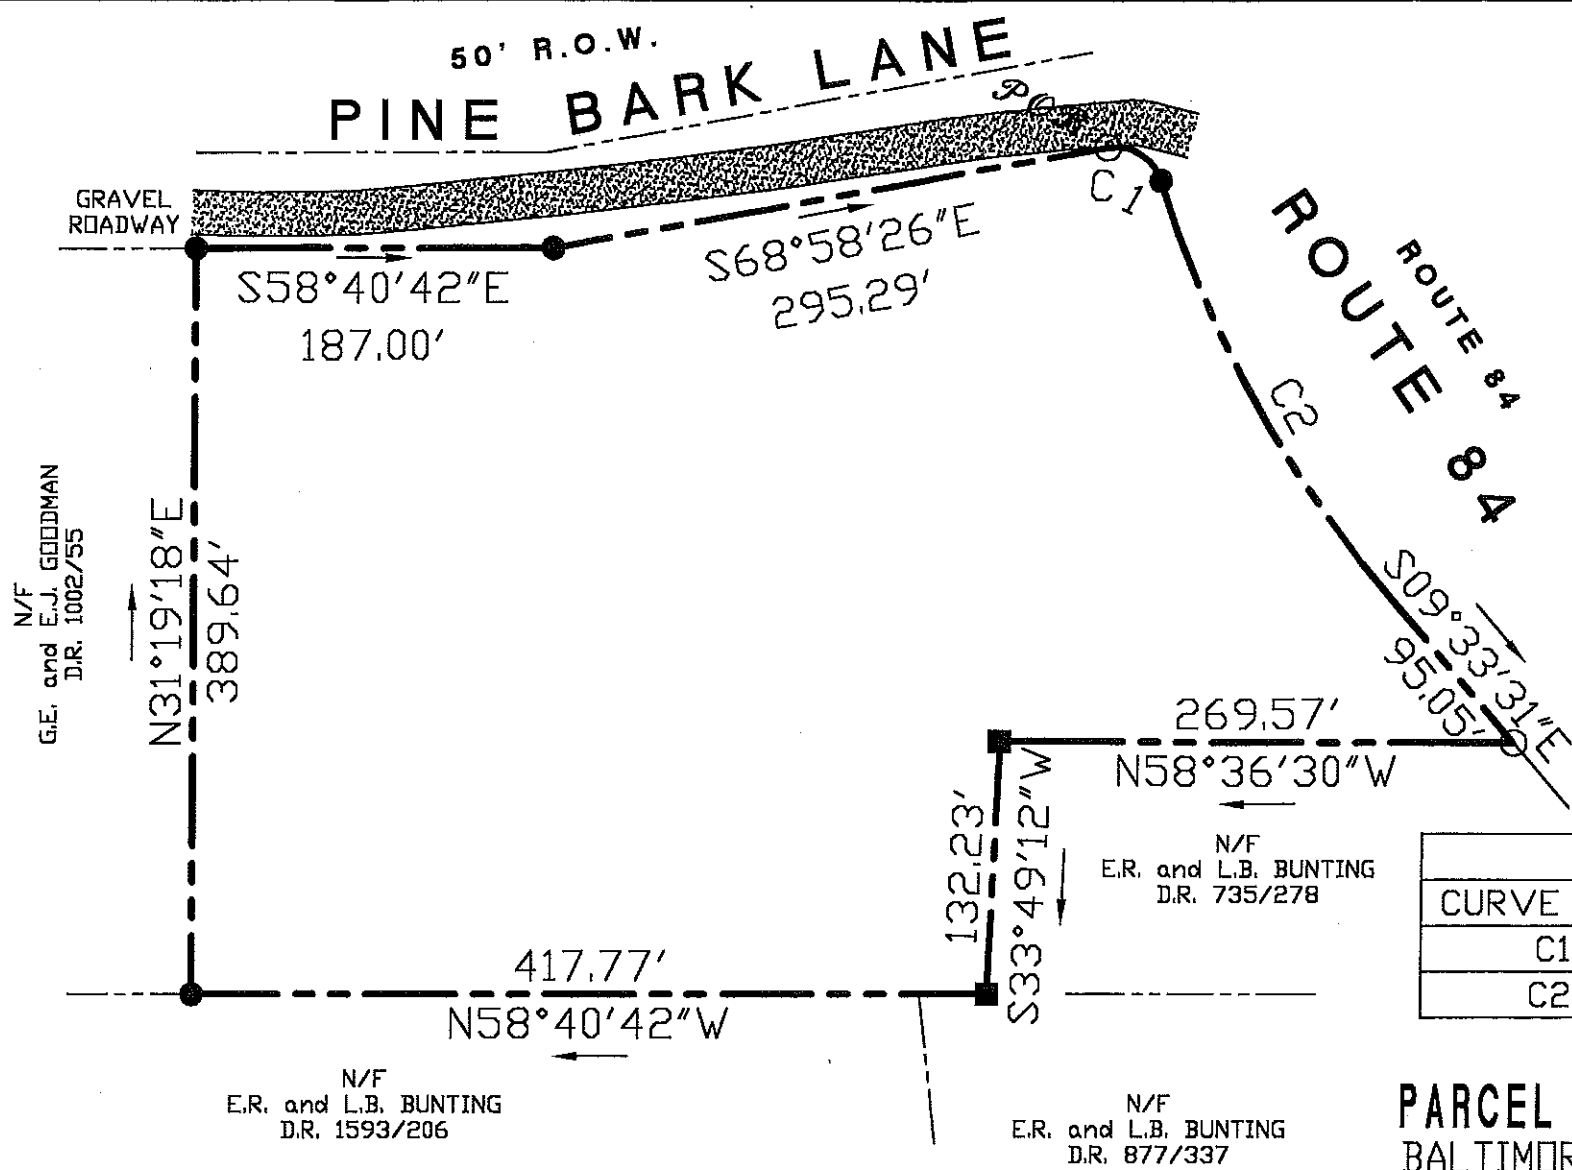 50' R.O.W.
PINE BARK LANE
P.O.B.
GRAVEL
ROADWAY
C1
S58°40'42"E
187.00'
S68°58'26"E
295.29'
ROUTE 84
ROUTE 84
C2
N/F
G.E. and E.J. GOODMAN
D.R. 1002/55
N31°19'18"E
389.64'
S09°33'31"E
95.05'
269.57'
N58°36'30"W
132.23'
S33°49'12"W
N/F
E.R. and L.B. BUNTING
D.R. 735/278
CURVE
C1
C2
417.77'
N58°40'42"W
N/F
E.R. and L.B. BUNTING
D.R. 1593/206
N/F
E.R. and L.B. BUNTING
D.R. 877/337
PARCEL
BALTIMOR